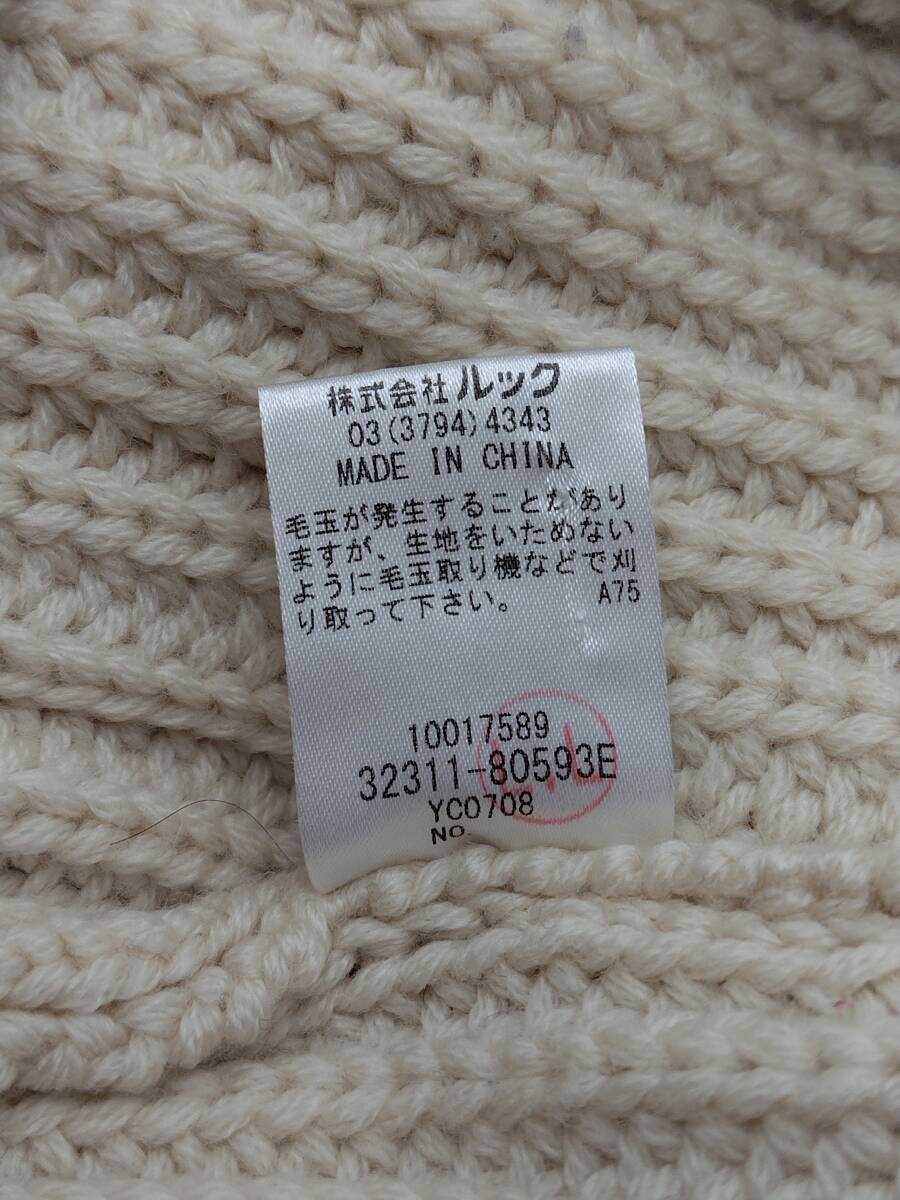 株式会社 ルック
03(3794)4343
MADE IN CHINA
毛玉が発生することがあり
ますが、生地をいためない
ように毛玉取り機などで刈
り取って下さい。 A75
10017589
32311-80593E
YC0708
NO.